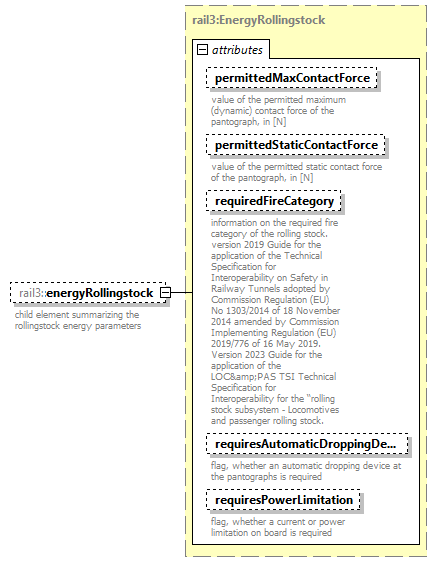 rail3:EnergyRollingstock
attributes
permittedMaxContactForce
value of the permitted maximum
(dynamic) contact force of the
pantograph, in [N]
permittedStaticContactForce
value of the permitted static contact force
of the pantograph, in [N]
requiredFireCategory
information on the required fire
category of the rolling stock.
version 2019 Guide for the
application of the Technical
Specification for
Interoperability on Safety in
Railway Tunnels adopted by
Commission Regulation (EU)
No 1303/2014 of 18 November
2014 amended by Commission
Implementing Regulation (EU)
2019/776 of 16 May 2019.
Version 2023 Guide for the
application of the
LOC&amp;PAS TSI Technical
Specification for
Interoperability for the "rolling
stock subsystem - Locomotives
and passenger rolling stock.
rail3::energyRollingstock
child element summarizing the
rollingstock energy parameters
requiresAutomaticDroppingDe...
flag, whether an automatic dropping device at
the pantographs is required
requiresPowerLimitation
flag, whether a current or power
limitation on board is required